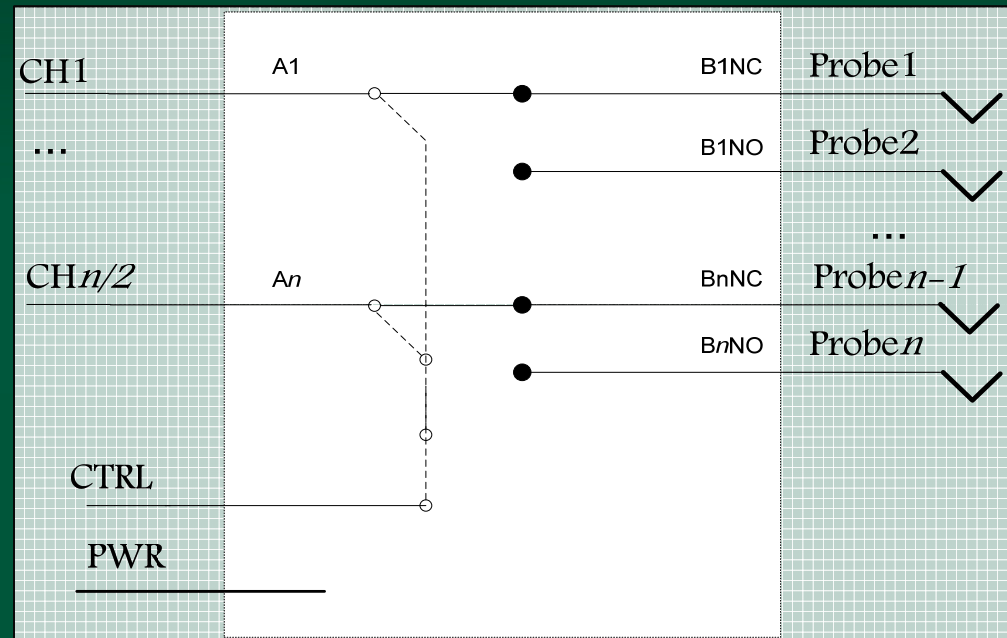 CH1 A1 B1NC Probe1
... B1NO Probe2
...
CHn/2 An BnNC Proben-1
BnNO Proben
CTRL
PWR